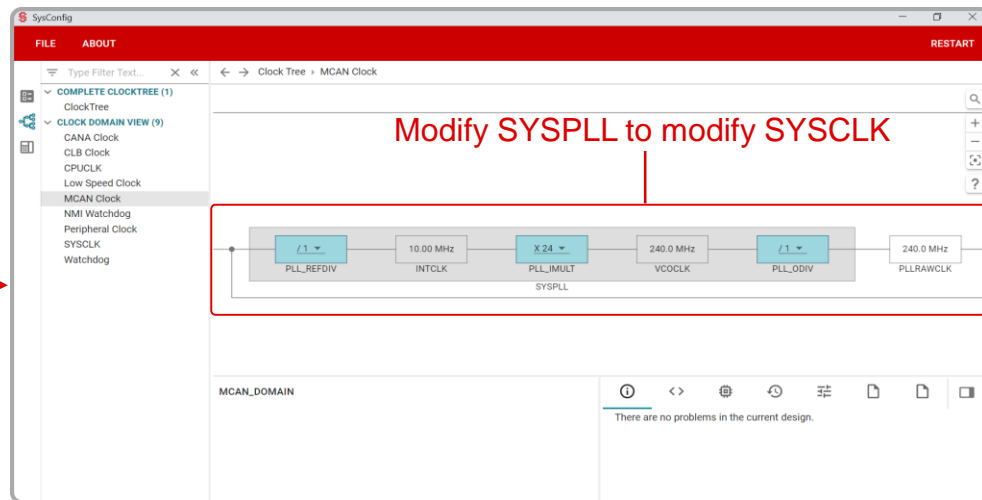 SysConfig
FILE ABOUT RESTART
Type Filter Text...
Clock Tree › MCAN Clock
COMPLETE CLOCKTREE (1)
ClockTree
CLOCK DOMAIN VIEW (9)
CANA Clock
CLB Clock
CPUCLK
Low Speed Clock
MCAN Clock
NMI Watchdog
Peripheral Clock
SYSCLK
Watchdog
Modify SYSPLL to modify SYSCLK
/ 1 10.00 MHz X 24 240.0 MHz / 1 240.0 MHz
PLL_REFDIV INTCLK PLL_IMULT VCOCLK PLL_ODIV PLLRAWCLK
SYSPLL
MCAN_DOMAIN
There are no problems in the current design.